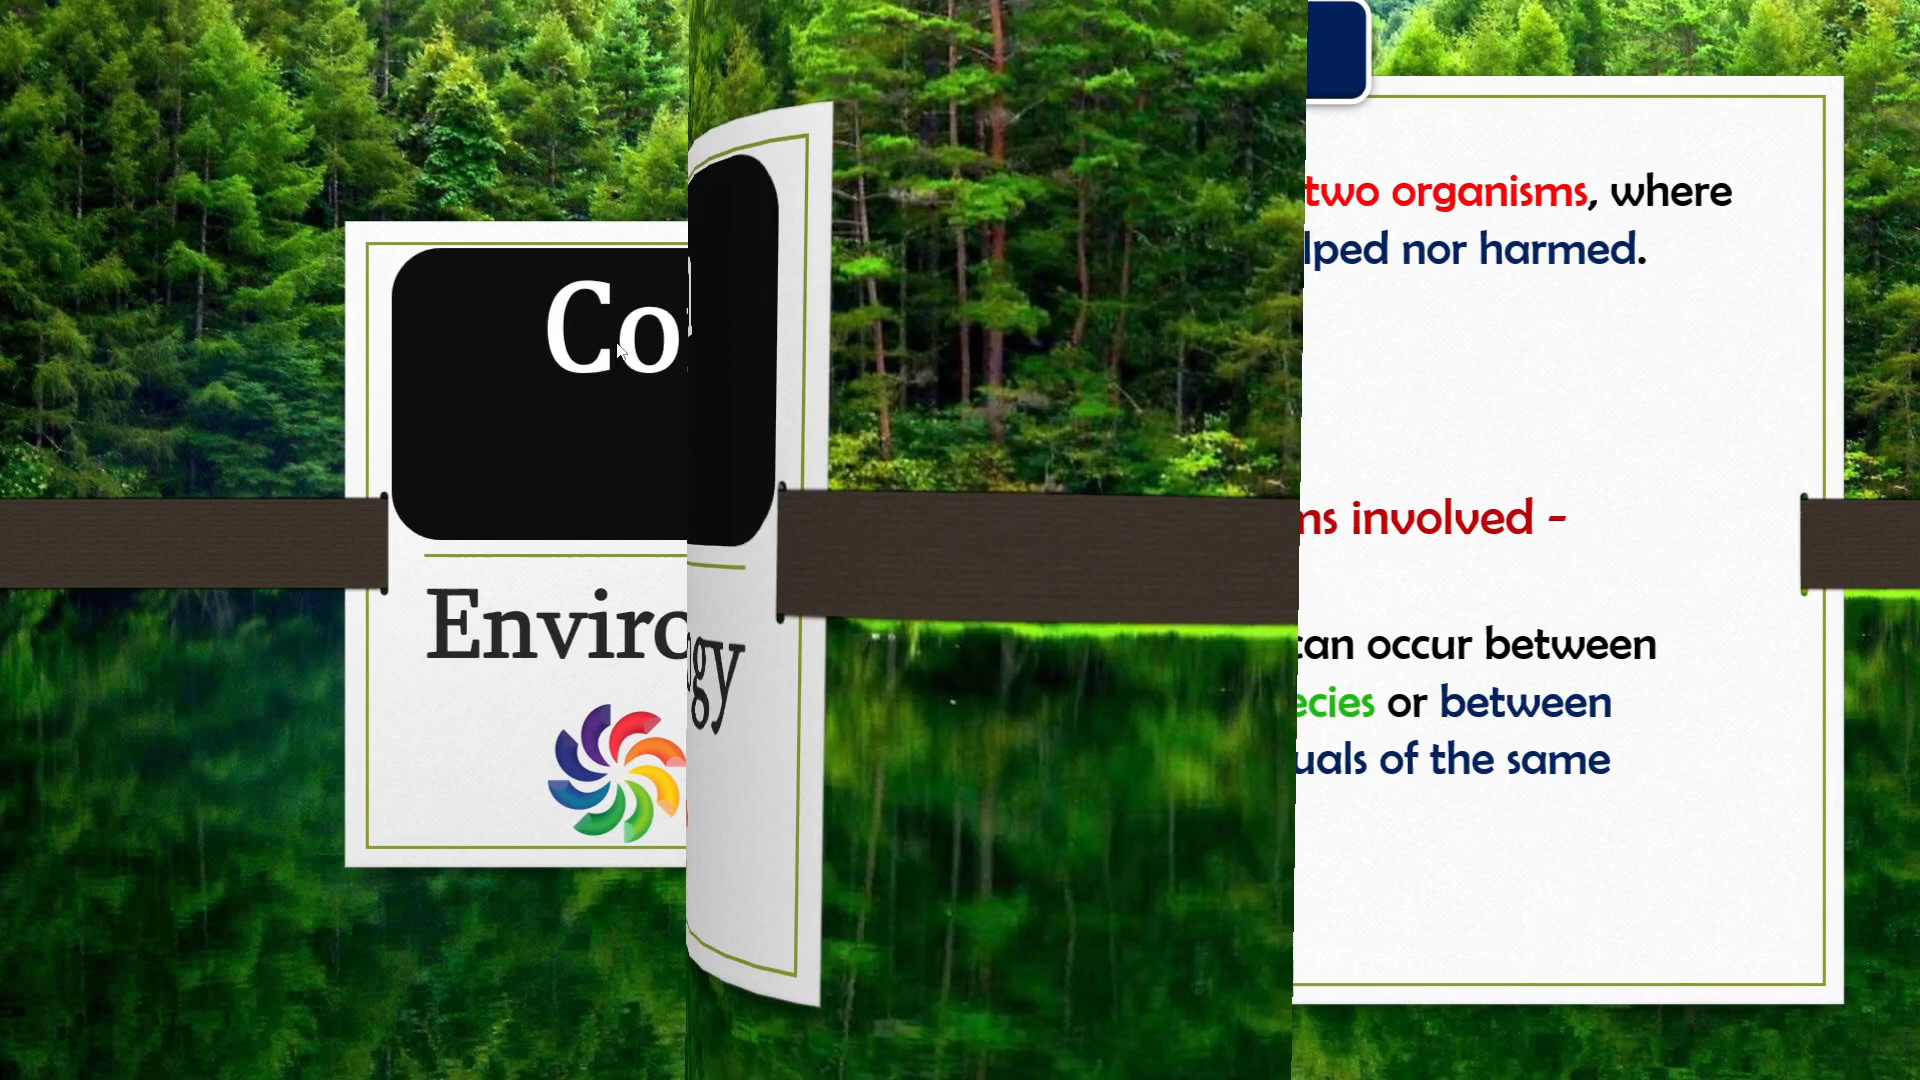 Co
Enviro
gy
two organisms, where
lped nor harmed.
ms involved -
can occur between
ecies or between
uals of the same